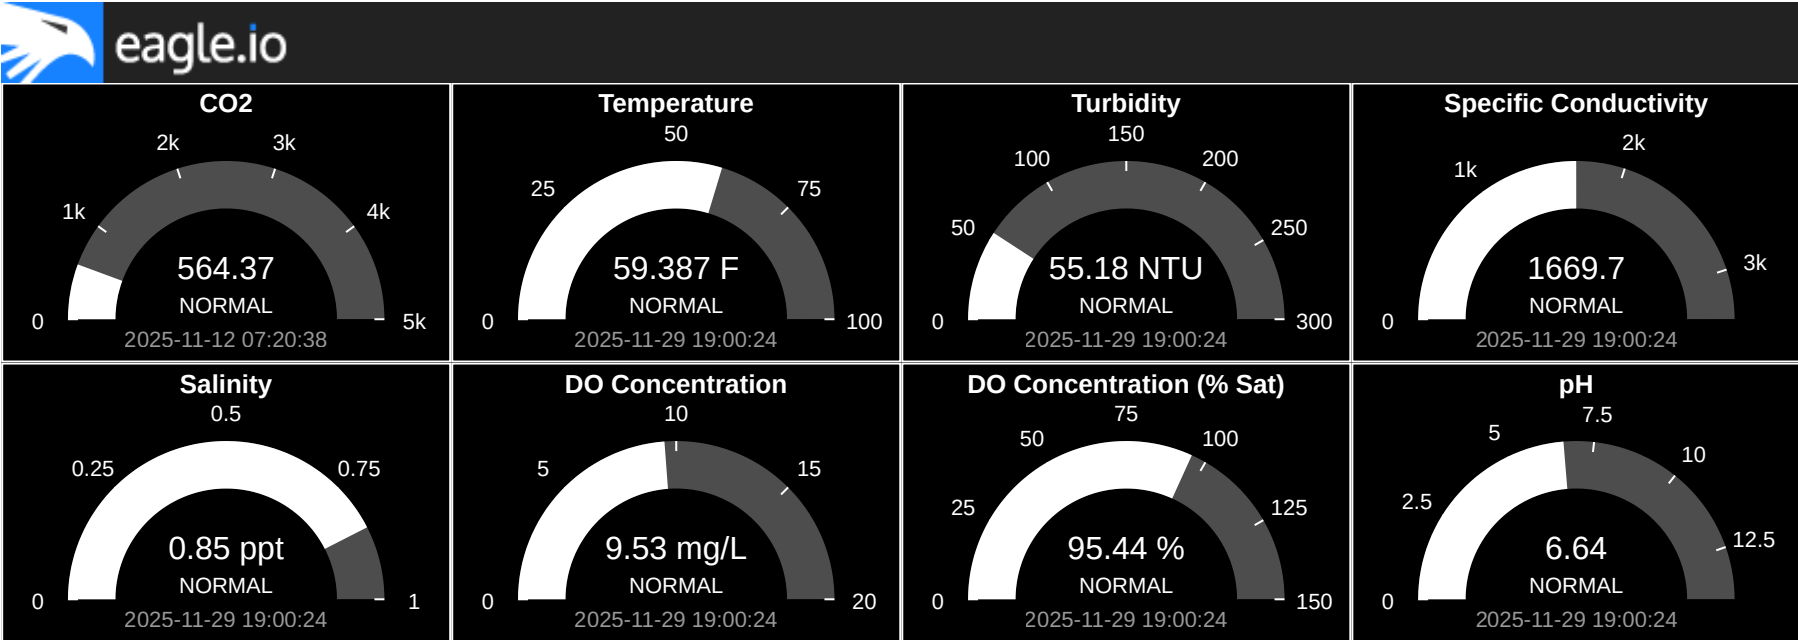 eagle.io
CO2
0
1k
2k
3k
4k
5k
564.37
NORMAL
2025-11-12 07:20:38
Temperature
0
25
50
75
100
59.387 F
NORMAL
2025-11-29 19:00:24
Turbidity
0
50
100
150
200
250
300
55.18 NTU
NORMAL
2025-11-29 19:00:24
Specific Conductivity
0
1k
2k
3k
1669.7
NORMAL
2025-11-29 19:00:24
Salinity
0
0.25
0.5
0.75
1
0.85 ppt
NORMAL
2025-11-29 19:00:24
DO Concentration
0
5
10
15
20
9.53 mg/L
NORMAL
2025-11-29 19:00:24
DO Concentration (% Sat)
0
25
50
75
100
125
150
95.44 %
NORMAL
2025-11-29 19:00:24
pH
0
2.5
5
7.5
10
12.5
6.64
NORMAL
2025-11-29 19:00:24